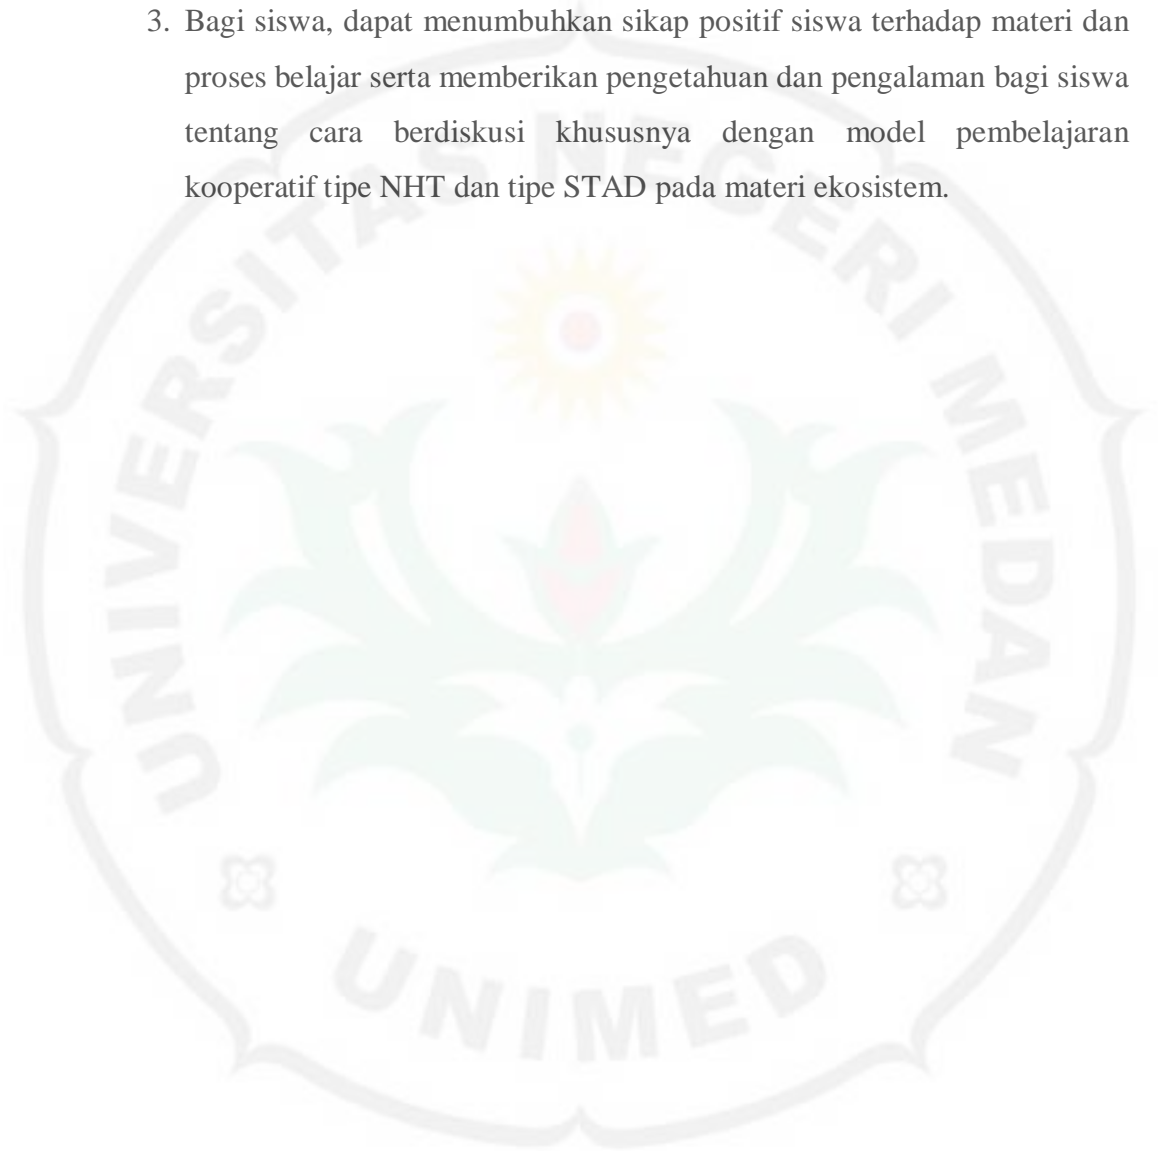 3. Bagi siswa, dapat menumbuhkan sikap positif siswa terhadap materi dan
proses belajar serta memberikan pengetahuan dan pengalaman bagi siswa
tentang cara berdiskusi khususnya dengan model pembelajaran
kooperatif tipe NHT dan tipe STAD pada materi ekosistem.
UNIVERSITAS NEGERI MEDAN
UNIMED